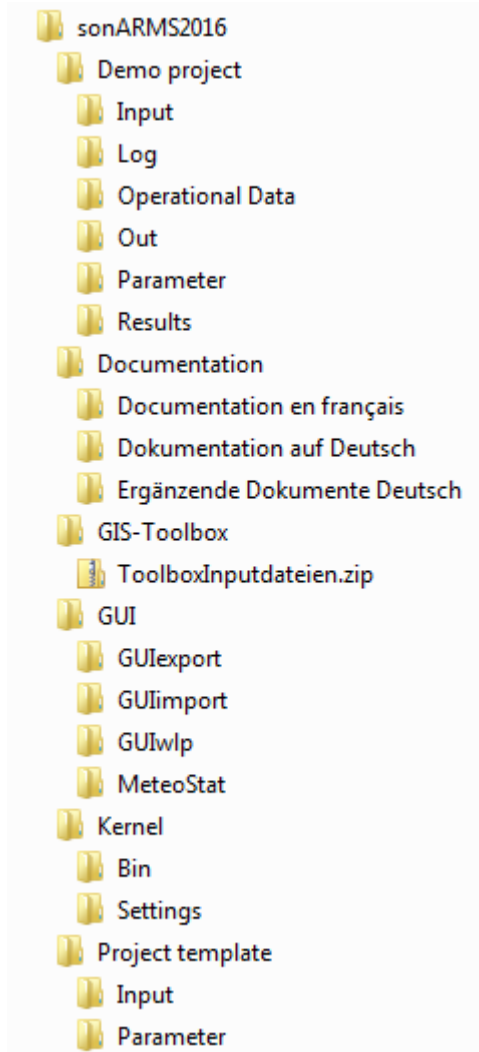 sonARMS2016
Demo project
Input
Log
Operational Data
Out
Parameter
Results
Documentation
Documentation en français
Dokumentation auf Deutsch
Ergänzende Dokumente Deutsch
GIS-Toolbox
ToolboxInputdateien.zip
GUI
GUIexport
GUIimport
GUIwlp
MeteoStat
Kernel
Bin
Settings
Project template
Input
Parameter